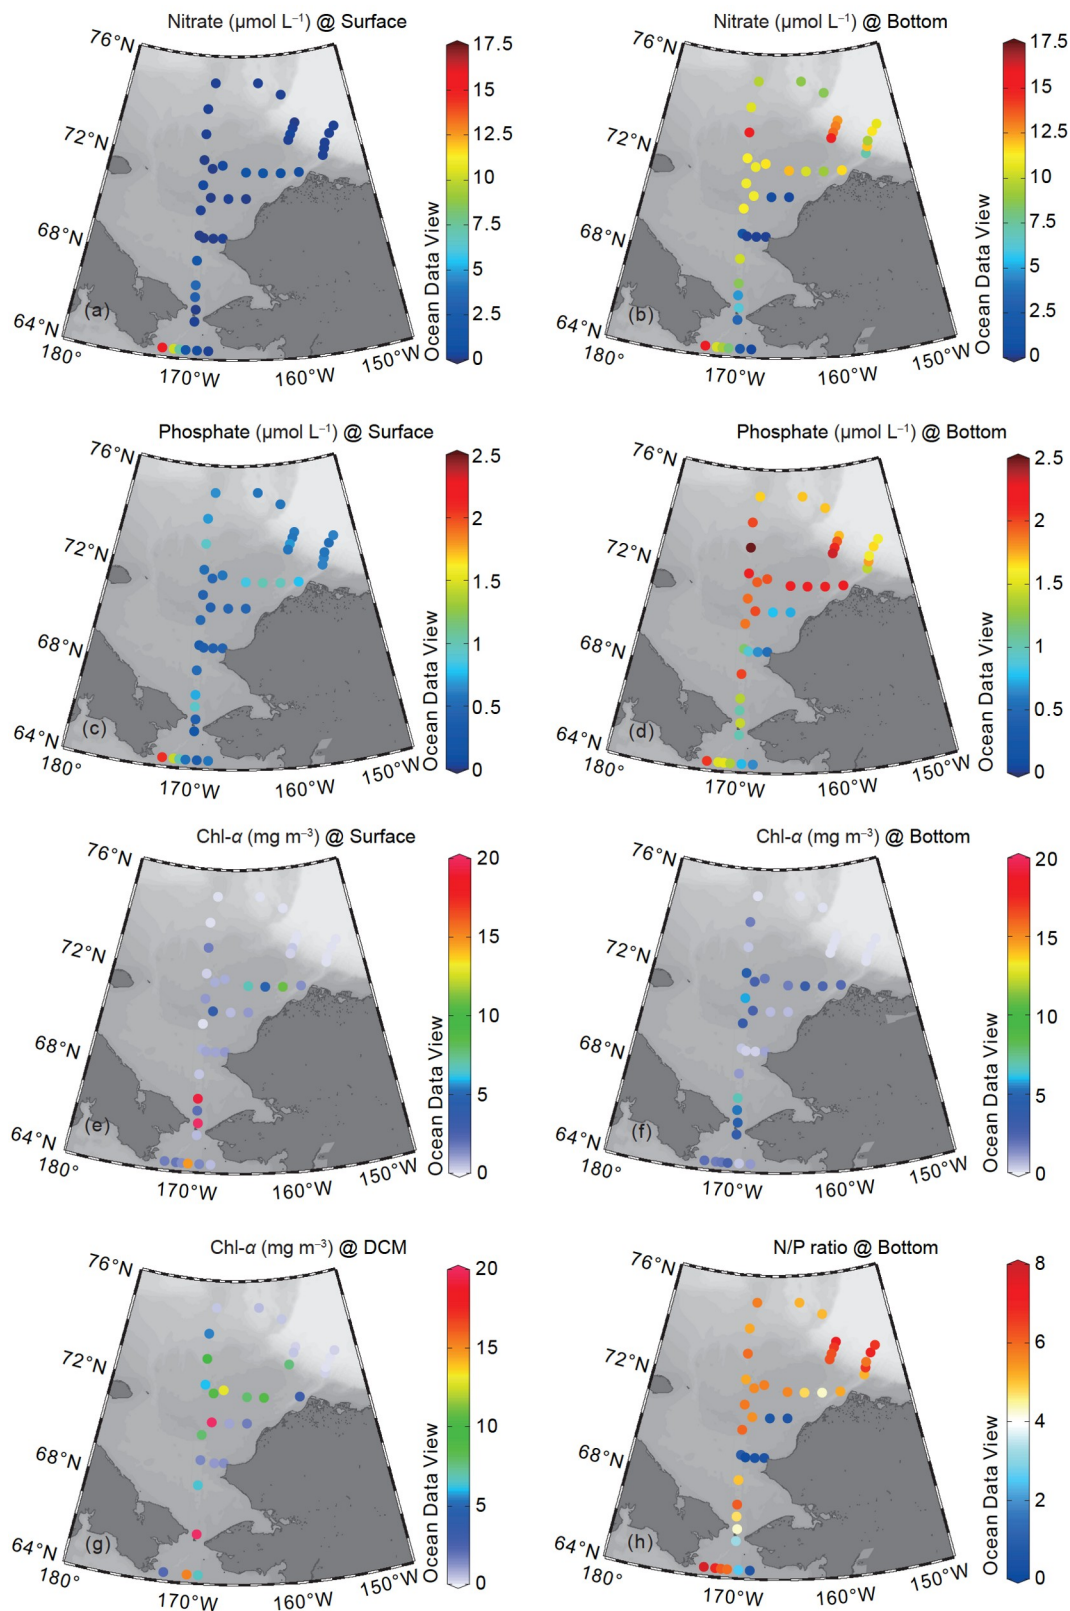 Nitrate (µmol L⁻¹) @ Surface
76°N
72°N
68°N
64°N
180°
170°W
160°W
150°W
(a)
17.5
15
12.5
10
7.5
5
2.5
0
Ocean Data View
Nitrate (µmol L⁻¹) @ Bottom
76°N
72°N
68°N
64°N
180°
170°W
160°W
150°W
(b)
17.5
15
12.5
10
7.5
5
2.5
0
Ocean Data View
Phosphate (µmol L⁻¹) @ Surface
76°N
72°N
68°N
64°N
180°
170°W
160°W
150°W
(c)
2.5
2
1.5
1
0.5
0
Ocean Data View
Phosphate (µmol L⁻¹) @ Bottom
76°N
72°N
68°N
64°N
180°
170°W
160°W
150°W
(d)
2.5
2
1.5
1
0.5
0
Ocean Data View
Chl-α (mg m⁻³) @ Surface
76°N
72°N
68°N
64°N
180°
170°W
160°W
150°W
(e)
20
15
10
5
0
Ocean Data View
Chl-α (mg m⁻³) @ Bottom
76°N
72°N
68°N
64°N
180°
170°W
160°W
150°W
(f)
20
15
10
5
0
Ocean Data View
Chl-α (mg m⁻³) @ DCM
76°N
72°N
68°N
64°N
180°
170°W
160°W
150°W
(g)
20
15
10
5
0
Ocean Data View
N/P ratio @ Bottom
76°N
72°N
68°N
64°N
180°
170°W
160°W
150°W
(h)
8
6
4
2
0
Ocean Data View